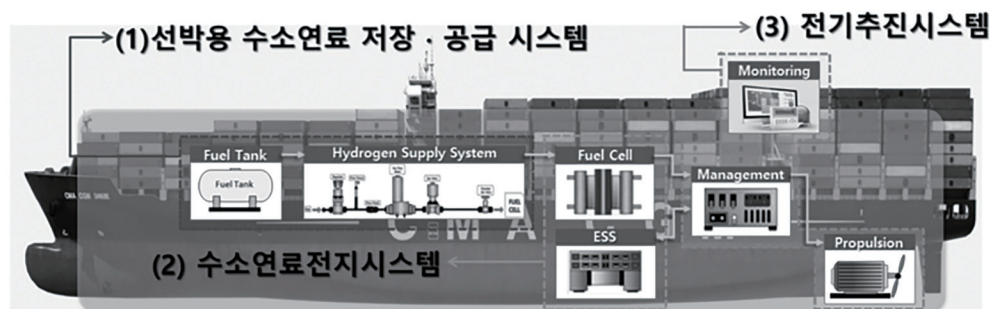 (1)선박용 수소연료 저장 · 공급 시스템
(3) 전기추진시스템
Monitoring
Fuel Tank
Hydrogen Supply System
Fuel Cell
Management
Fuel Tank
FUEL
CELL
C M A C G
ESS
Propulsion
(2) 수소연료전지시스템